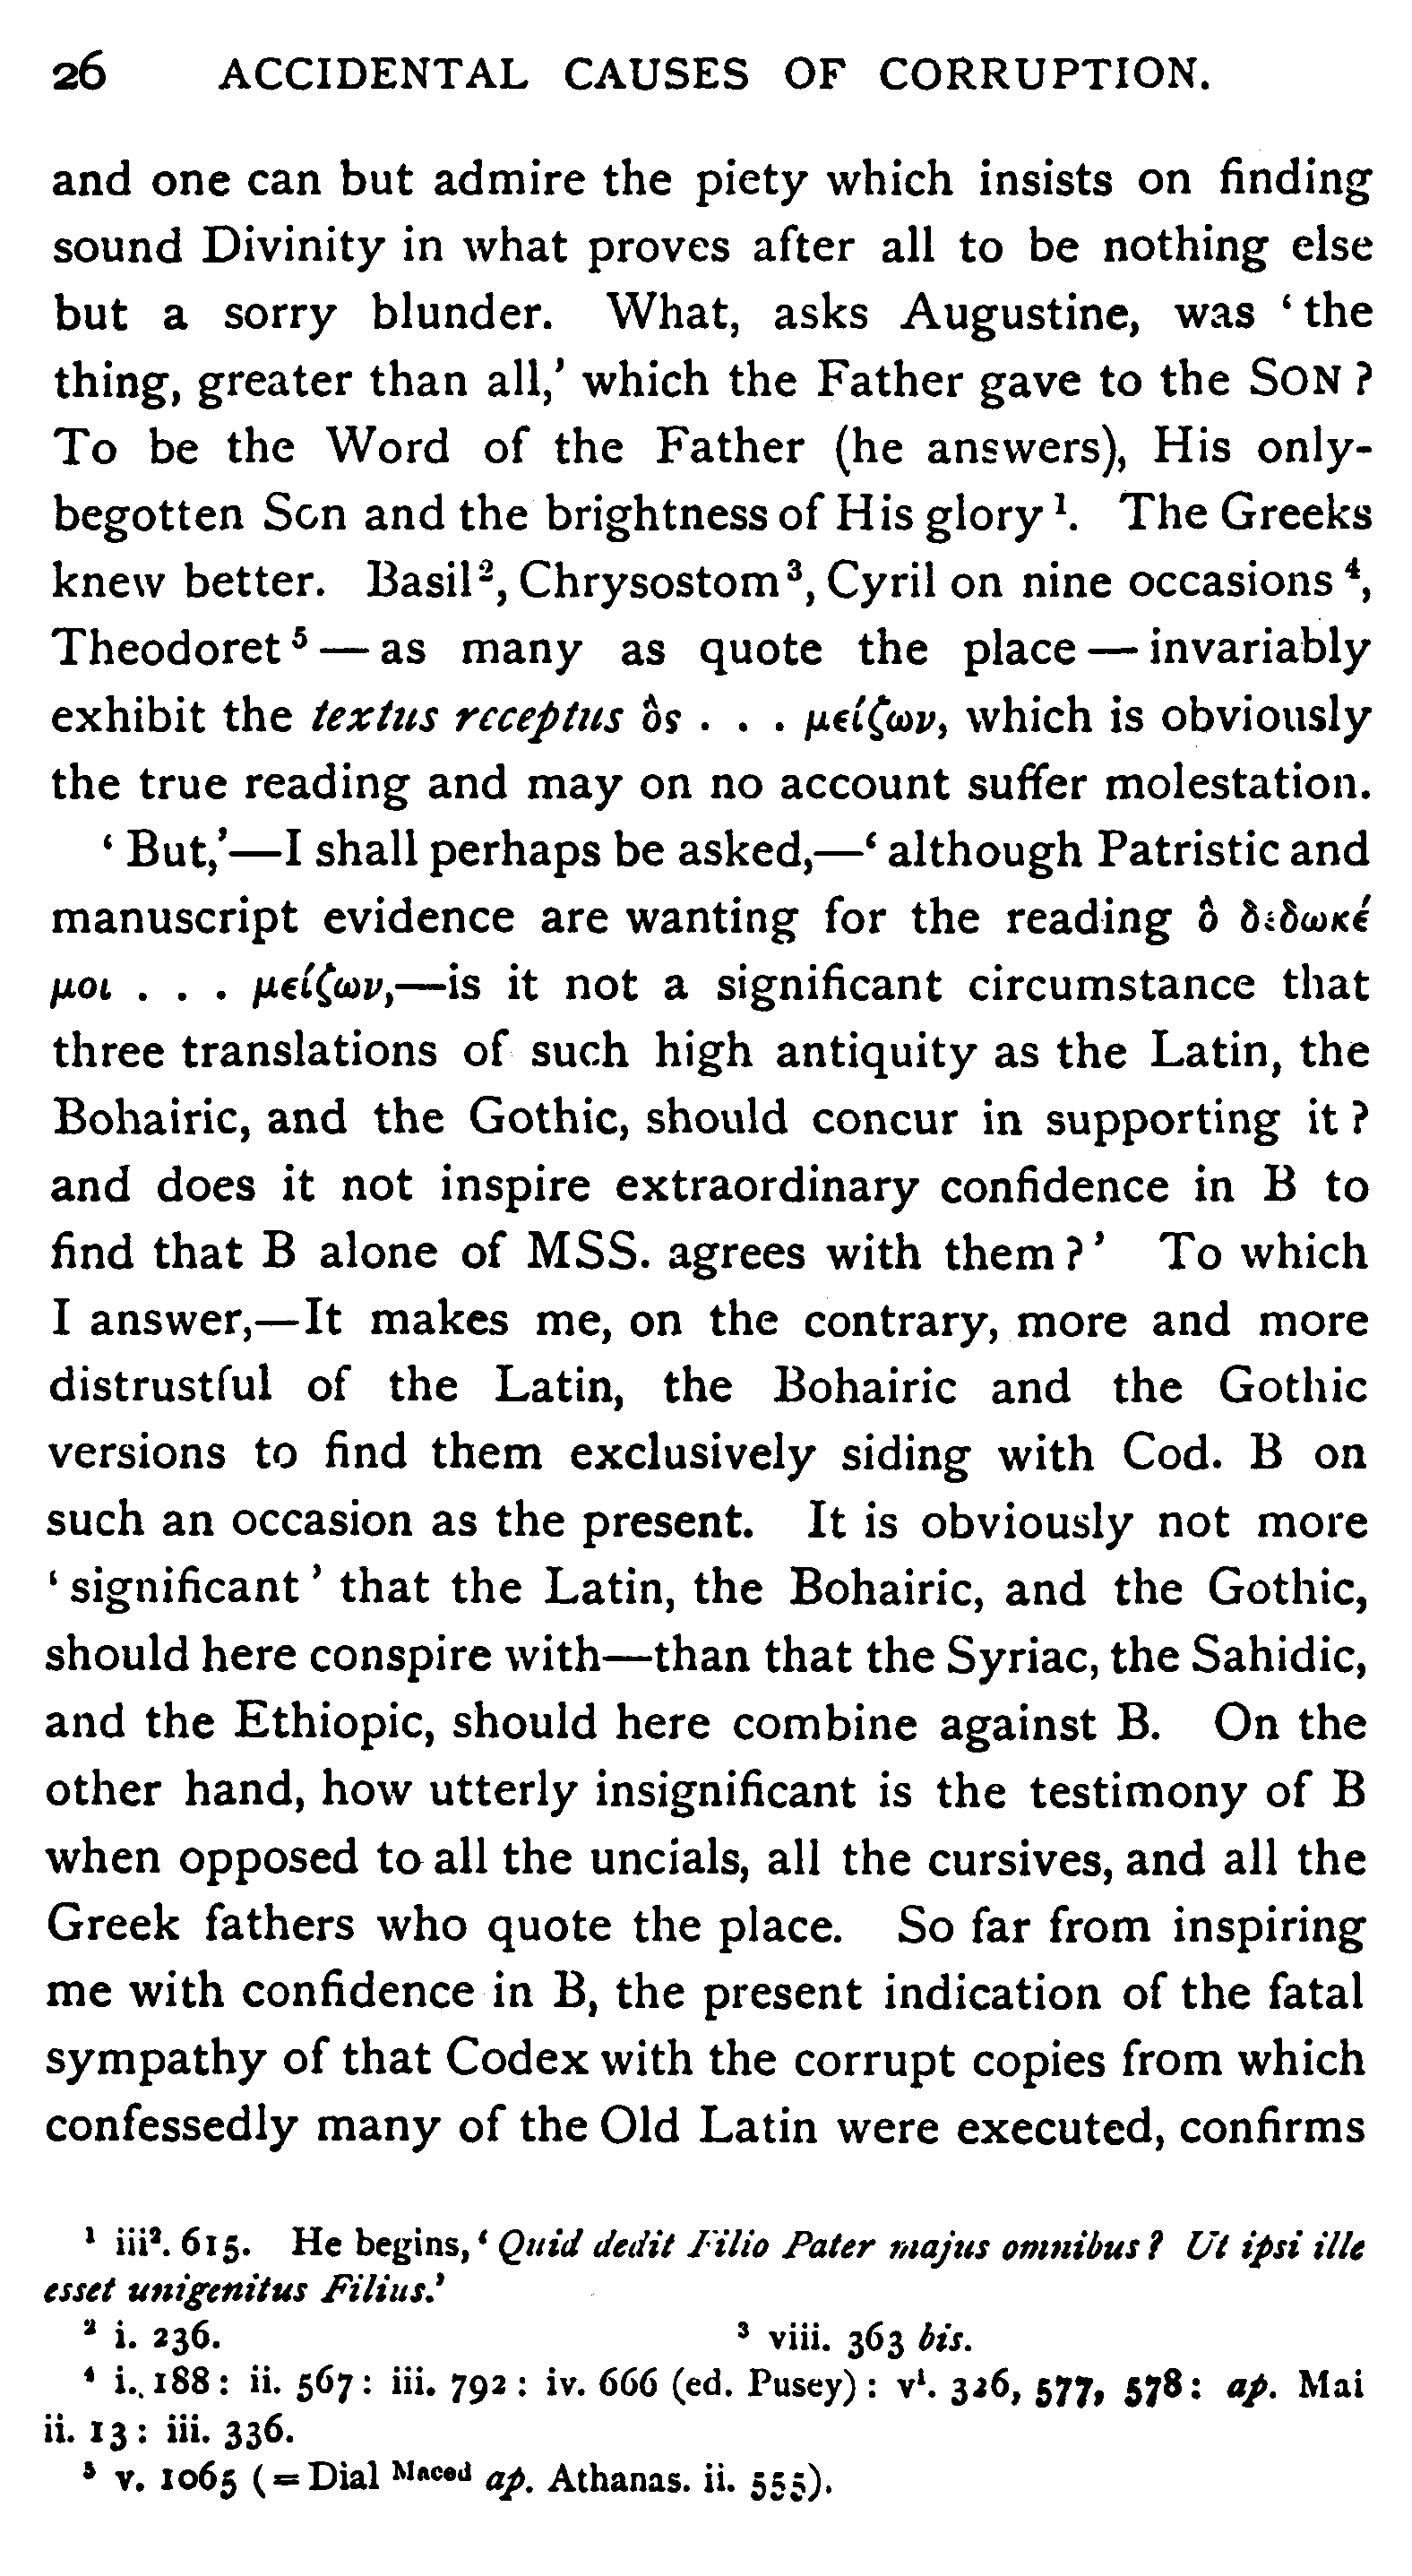 26 ACCIDENTAL CAUSES OF CORRUPTION.
and one can but admire the piety which insists on finding
sound Divinity in what proves after all to be nothing else
but a sorry blunder. What, asks Augustine, was ‘the
thing, greater than all,’ which the Father gave to the SON ?
To be the Word of the Father (he answers), His only-
begotten Son and the brightness of His glory ¹. The Greeks
knew better. Basil ², Chrysostom ³, Cyril on nine occasions ⁴,
Theodoret ⁵ — as many as quote the place — invariably
exhibit the textus receptus ὃς . . . μείζων, which is obviously
the true reading and may on no account suffer molestation.
‘ But,’—I shall perhaps be asked,—‘ although Patristic and
manuscript evidence are wanting for the reading ὃ δέδωκέ
μοι . . . μείζων,—is it not a significant circumstance that
three translations of such high antiquity as the Latin, the
Bohairic, and the Gothic, should concur in supporting it ?
and does it not inspire extraordinary confidence in B to
find that B alone of MSS. agrees with them ? ’ To which
I answer,—It makes me, on the contrary, more and more
distrustful of the Latin, the Bohairic and the Gothic
versions to find them exclusively siding with Cod. B on
such an occasion as the present. It is obviously not more
‘ significant ’ that the Latin, the Bohairic, and the Gothic,
should here conspire with—than that the Syriac, the Sahidic,
and the Ethiopic, should here combine against B. On the
other hand, how utterly insignificant is the testimony of B
when opposed to all the uncials, all the cursives, and all the
Greek fathers who quote the place. So far from inspiring
me with confidence in B, the present indication of the fatal
sympathy of that Codex with the corrupt copies from which
confessedly many of the Old Latin were executed, confirms
¹ iii². 615. He begins, ‘ Quid dedit Filio Pater majus omnibus ? Ut ipsi ille
esset unigenitus Filius.’
² i. 236. ³ viii. 363 bis.
⁴ i. 188 : ii. 567 : iii. 792 : iv. 666 (ed. Pusey) : v¹. 326, 577, 578 : ap. Mai
ii. 13 : iii. 336.
⁵ v. 1065 (= Dial Maced ap. Athanas. ii. 555).